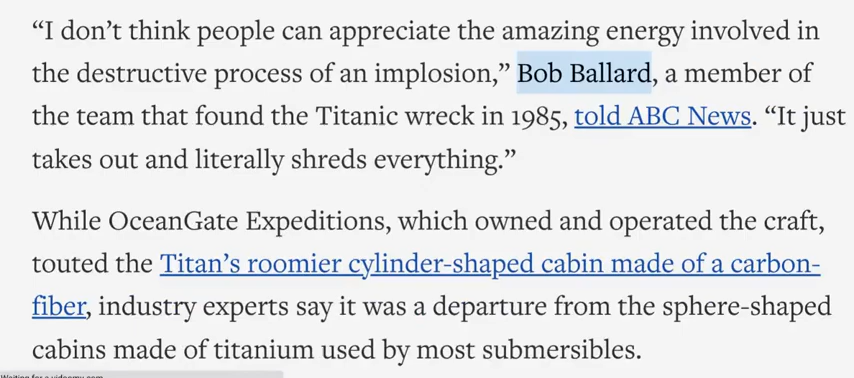 “I don’t think people can appreciate the amazing energy involved in
the destructive process of an implosion,” Bob Ballard, a member of
the team that found the Titanic wreck in 1985, told ABC News. “It just
takes out and literally shreds everything.”
While OceanGate Expeditions, which owned and operated the craft,
touted the Titan’s roomier cylinder-shaped cabin made of a carbon-
fiber, industry experts say it was a departure from the sphere-shaped
cabins made of titanium used by most submersibles.